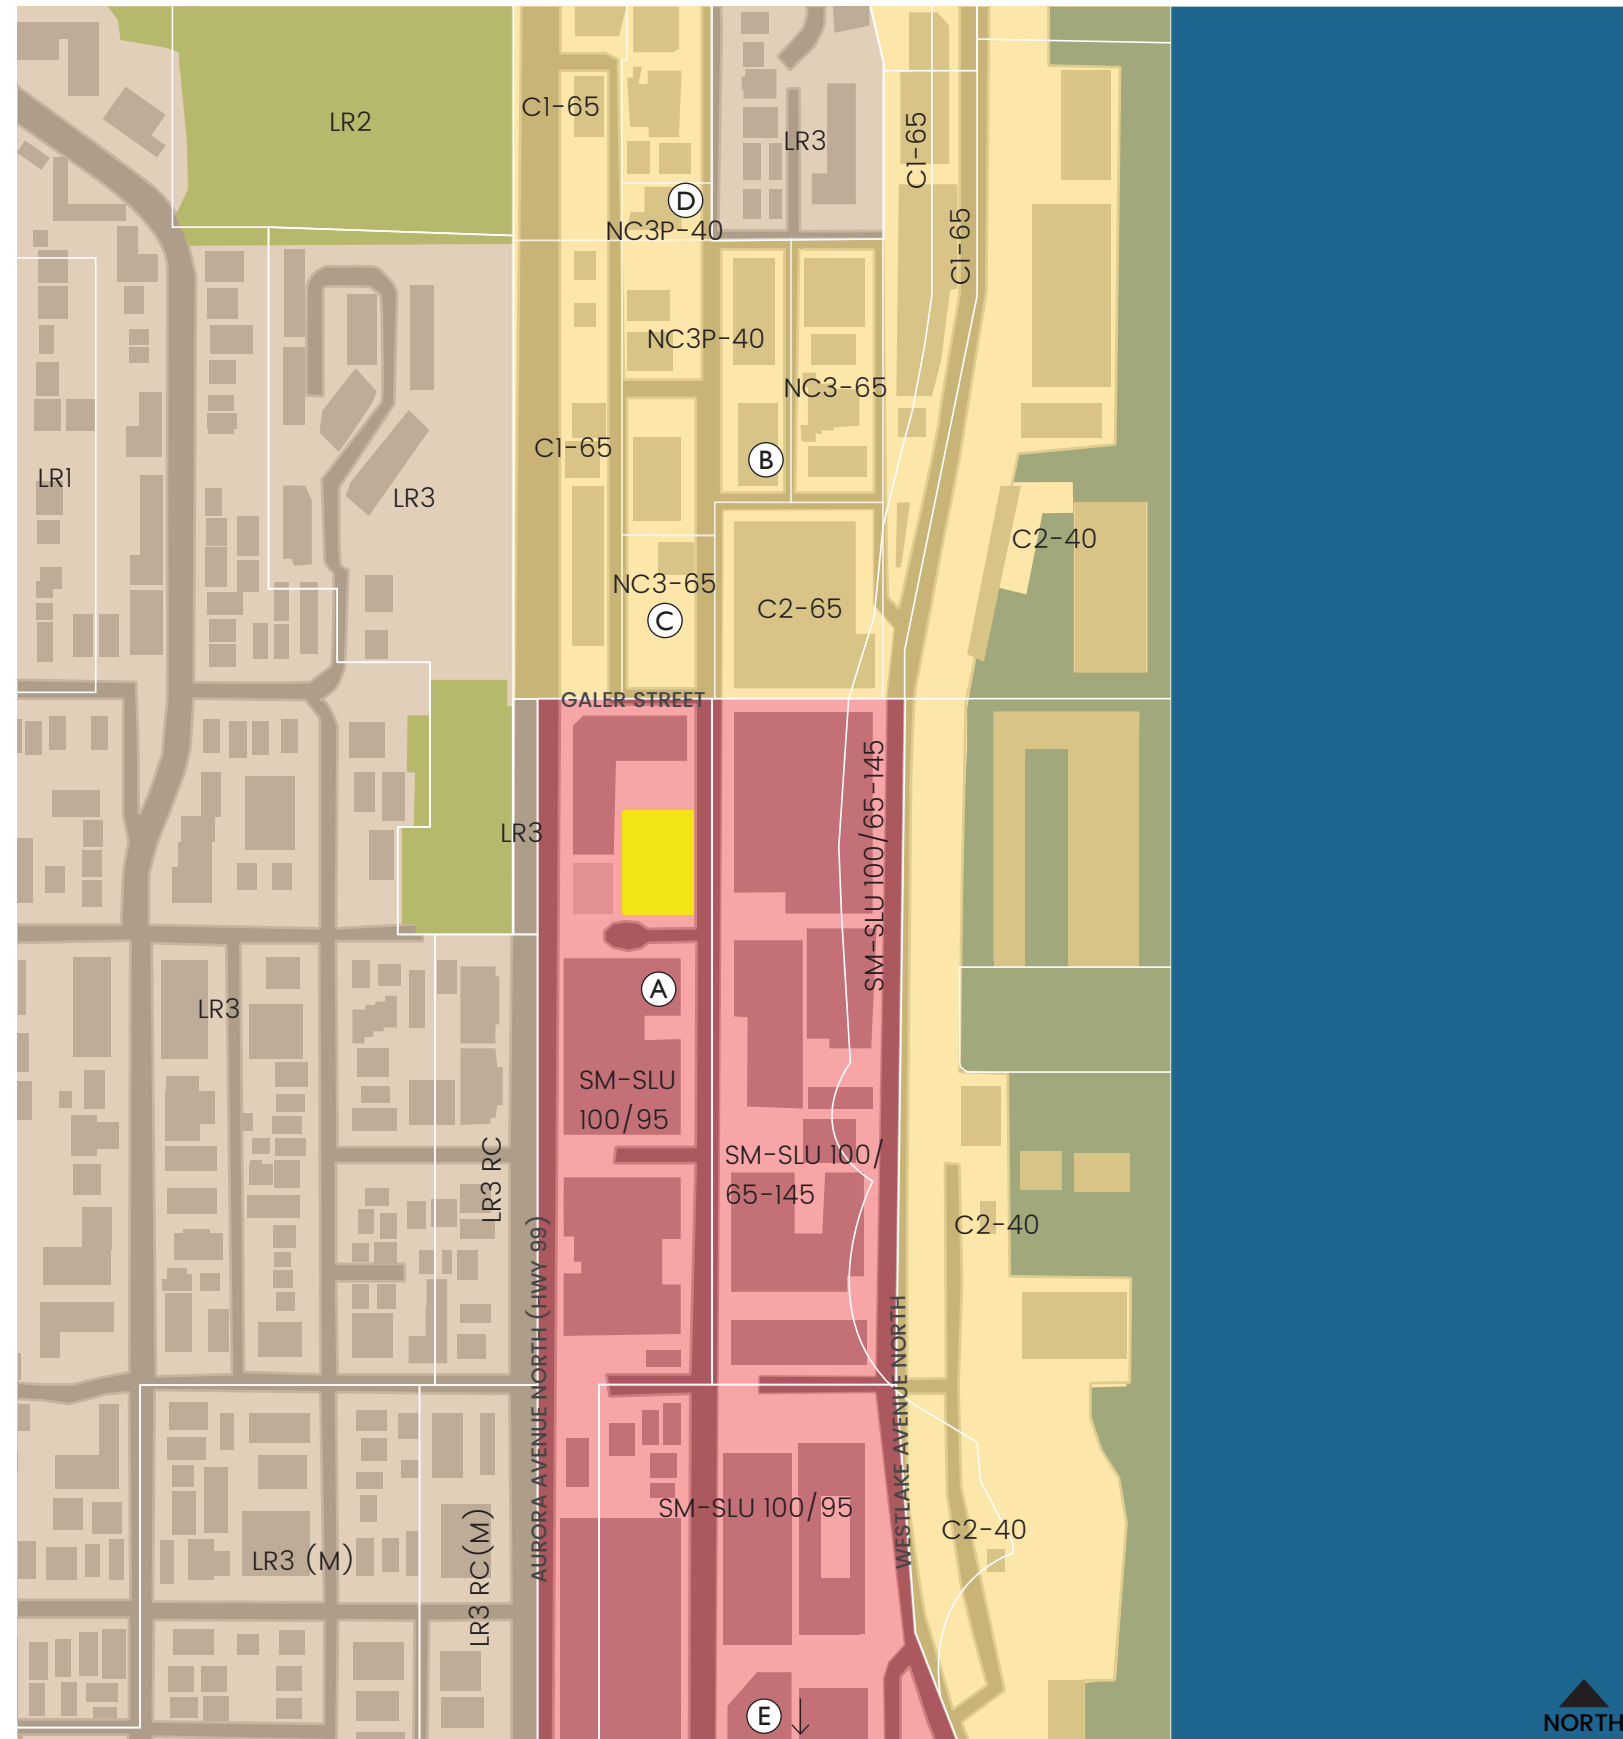 LR2
C1-65
LR3
C1-65
D
NC3P-40
C1-65
NC3P-40
NC3-65
C1-65
B
LR1
LR3
C2-40
NC3-65
C2-65
C
GALER STREET
LR3
SM-SLU 100/65-145
A
LR3
SM-SLU
100/95
SM-SLU 100/
65-145
LR3 RC
C2-40
AURORA AVENUE NORTH (HWY 99)
WESTLAKE AVENUE NORTH
SM-SLU 100/95
C2-40
LR3 (M)
LR3 RC(M)
E
NORTH